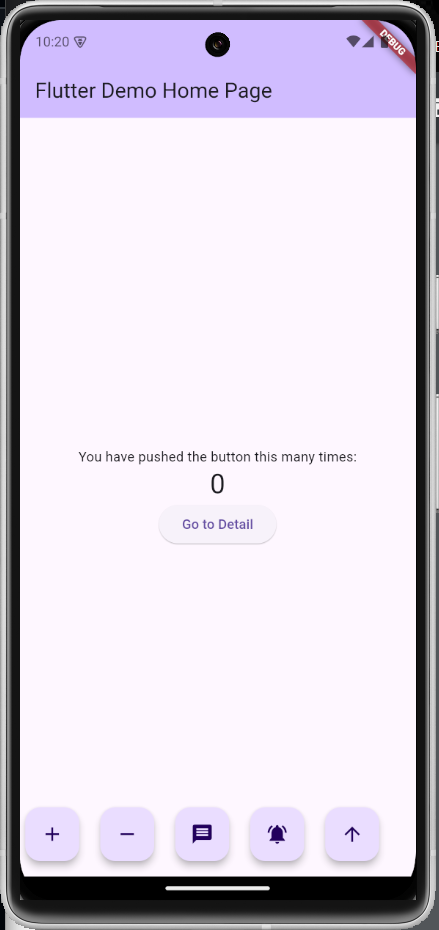 10:20
DEBUG
Flutter Demo Home Page
You have pushed the button this many times:
0
Go to Detail